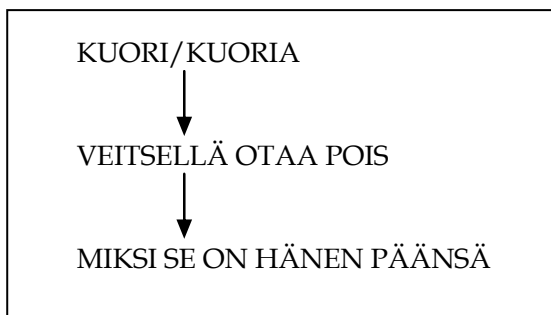 KUORI/KUORIA
VEITSELLÄ OTAA POIS
MIKSI SE ON HÄNEN PÄÄNSÄ